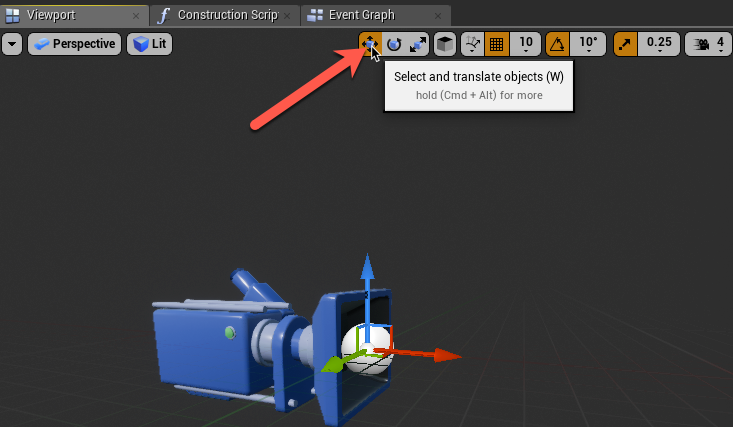 Viewport
Construction Scrip
Event Graph
Perspective
Lit
10
10°
0.25
4
Select and translate objects (W)
hold (Cmd + Alt) for more